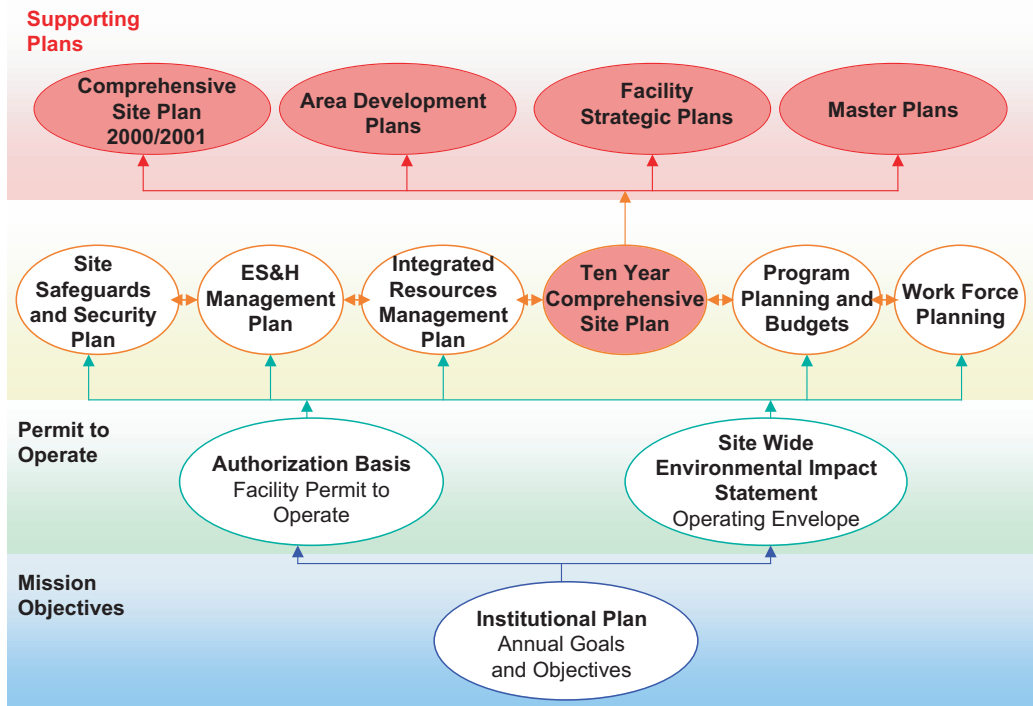 Supporting
Plans
Comprehensive
Site Plan
2000/2001
Area Development
Plans
Facility
Strategic Plans
Master Plans
Site
Safeguards
and Security
Plan
ES&H
Management
Plan
Integrated
Resources
Management
Plan
Ten Year
Comprehensive
Site Plan
Program
Planning and
Budgets
Work Force
Planning
Permit to
Operate
Authorization Basis
Facility Permit to
Operate
Site Wide
Environmental Impact
Statement
Operating Envelope
Mission
Objectives
Institutional Plan
Annual Goals
and Objectives